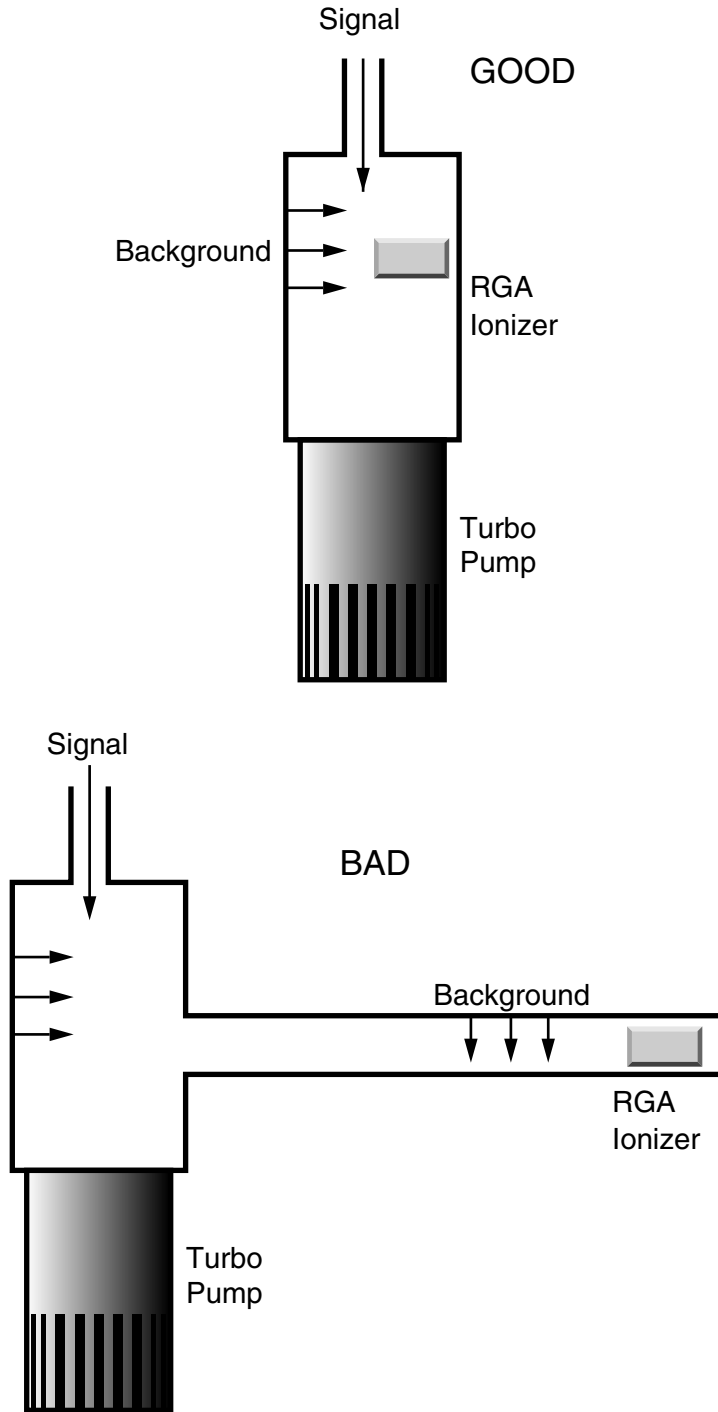 Signal
GOOD
Background
RGA
Ionizer
Turbo
Pump
Signal
BAD
Background
RGA
Ionizer
Turbo
Pump